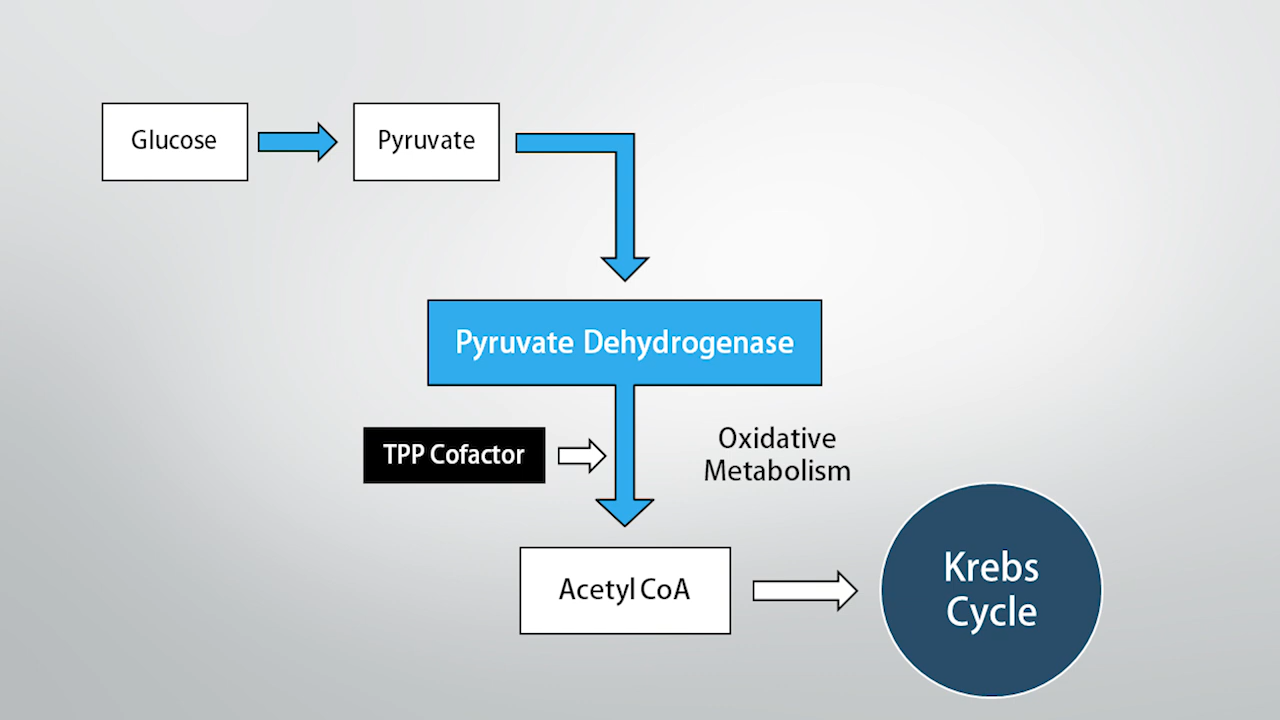 Glucose
Pyruvate
Pyruvate Dehydrogenase
TPP Cofactor
Oxidative
Metabolism
Acetyl CoA
Krebs
Cycle